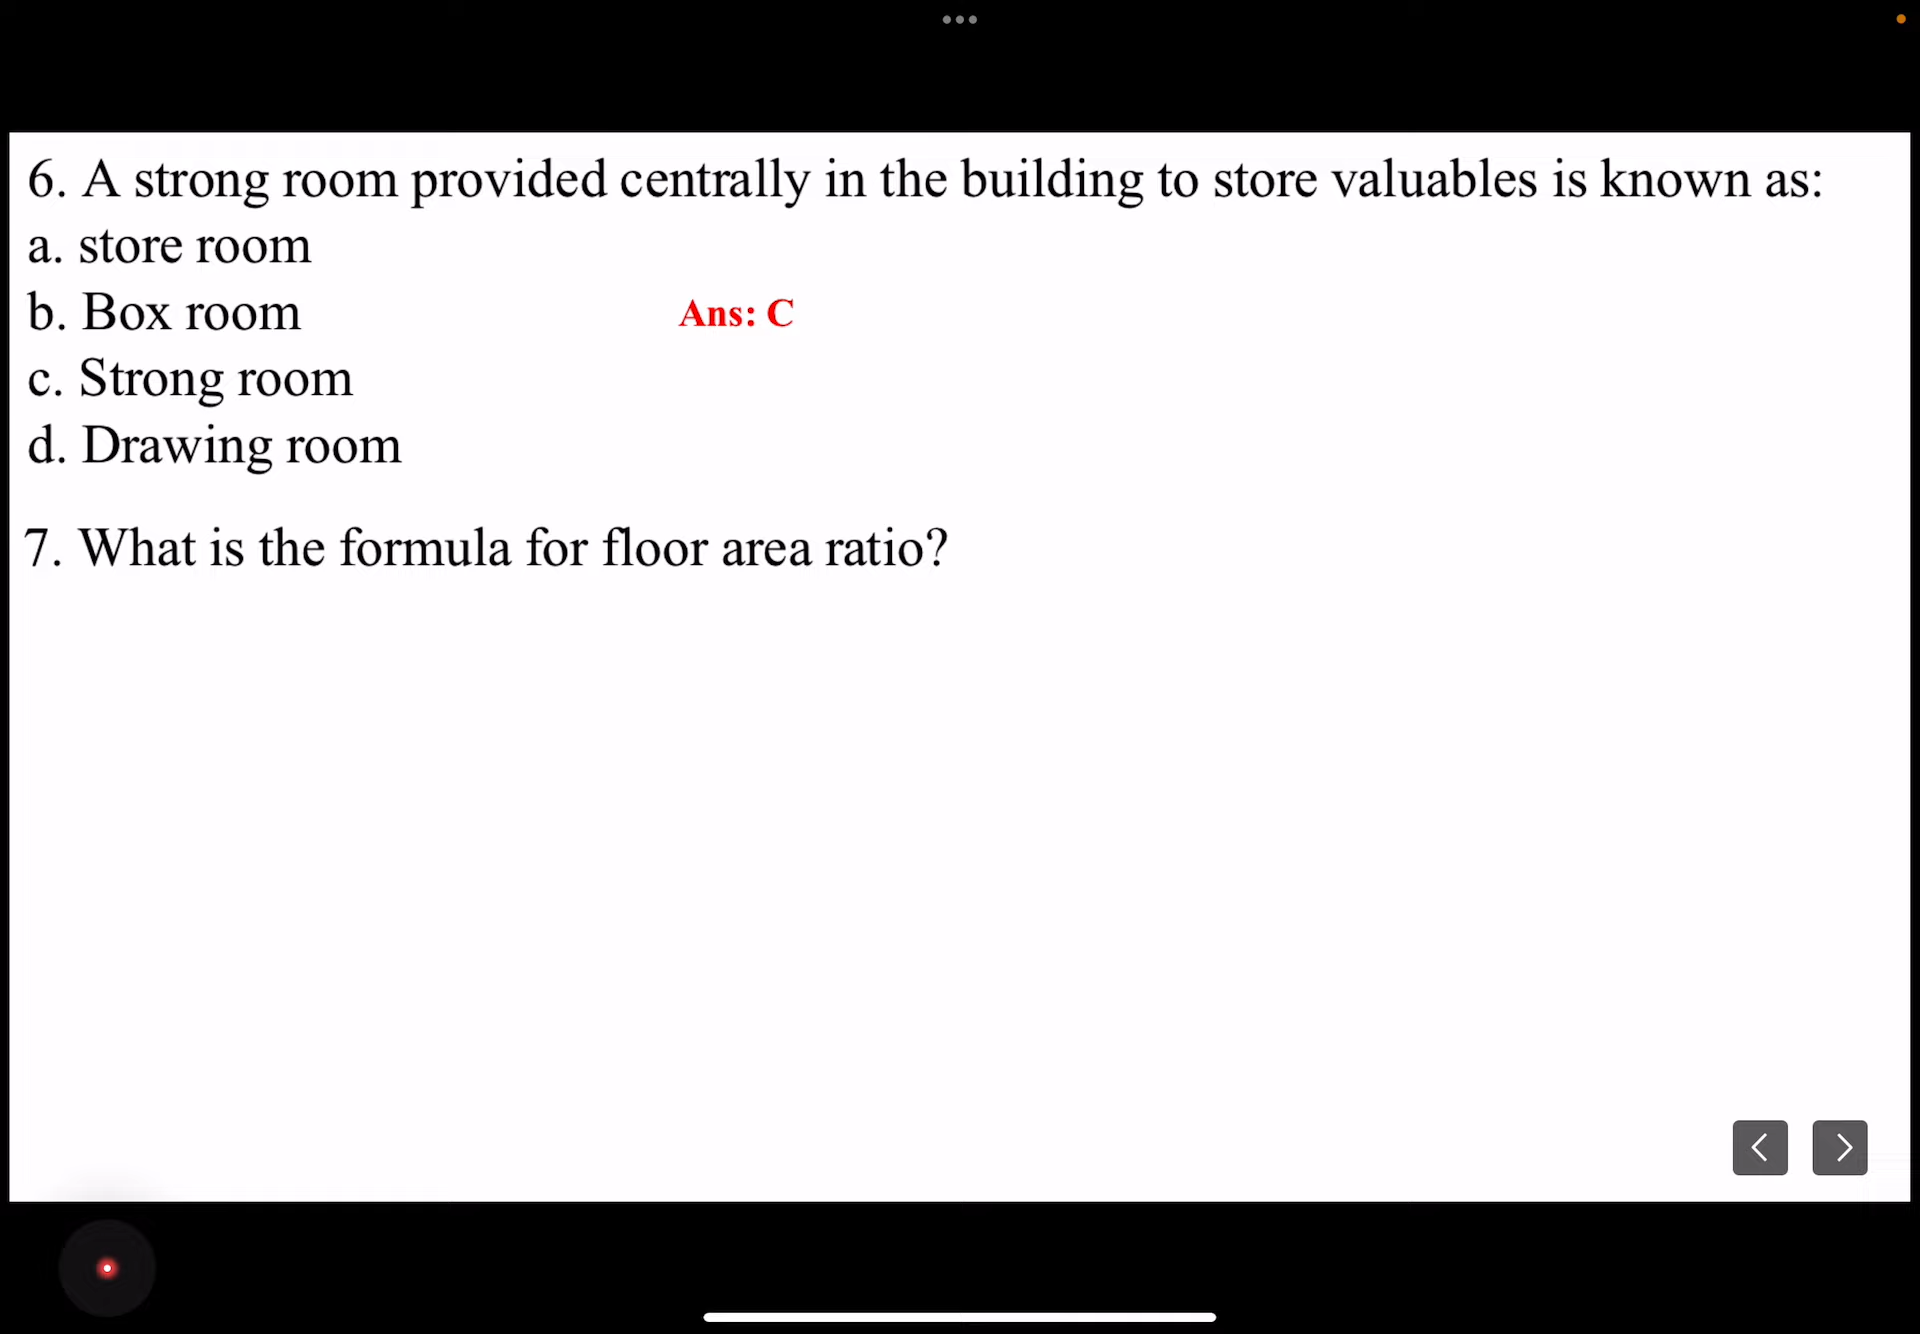 6. A strong room provided centrally in the building to store valuables is known as:
a. store room
b. Box room
Ans: C
c. Strong room
d. Drawing room
7. What is the formula for floor area ratio?